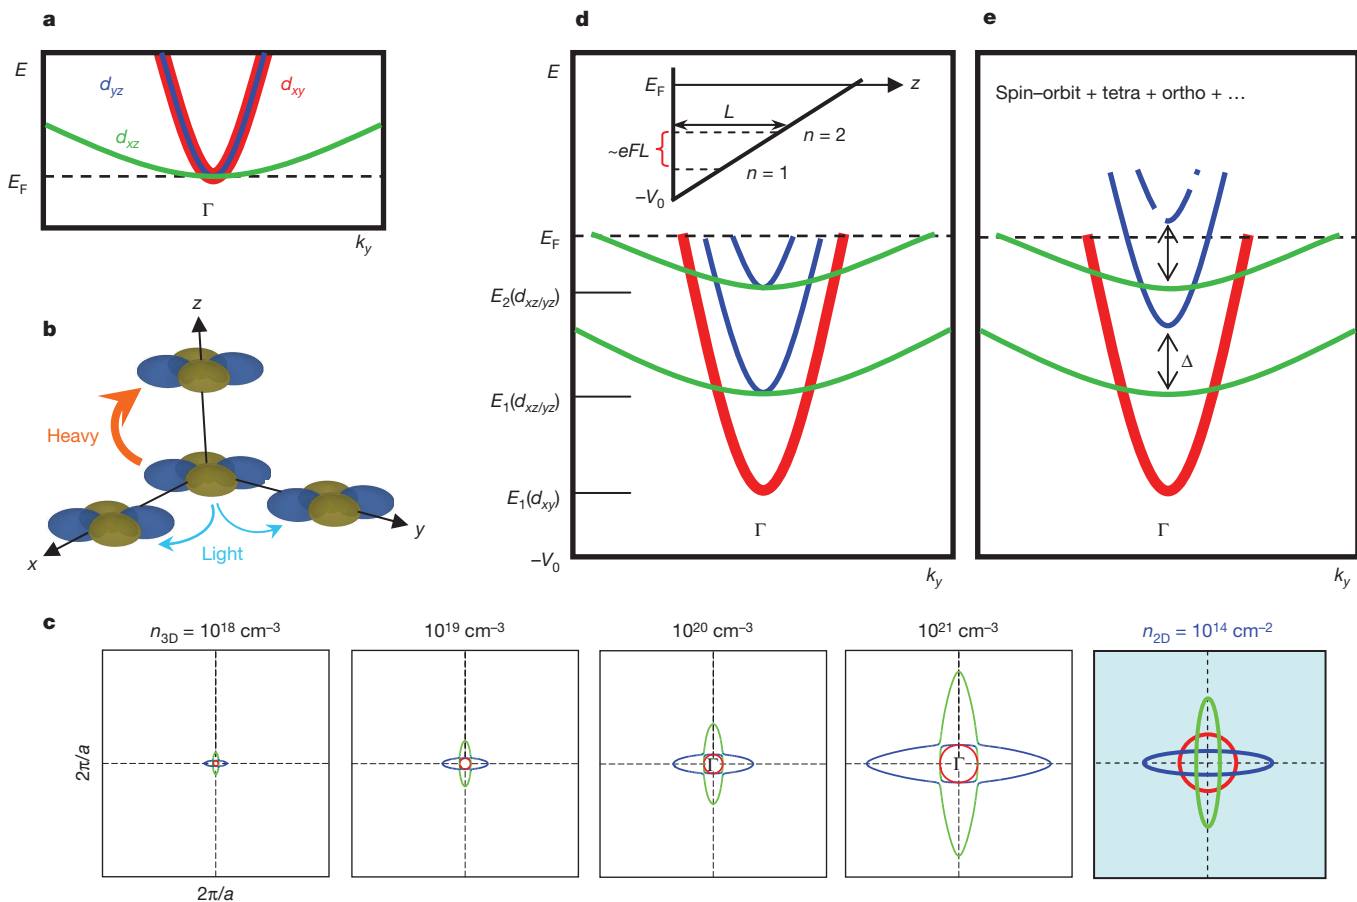 a
E
d_yz
d_xy
d_xz
E_F
Γ
k_y
b
z
Heavy
Light
x
y
d
E
E_F
z
L
n = 2
~eFL
n = 1
–V_0
E_F
E_2(d_xz/yz)
E_1(d_xz/yz)
E_1(d_xy)
Γ
–V_0
k_y
e
Spin–orbit + tetra + ortho + …
Δ
Γ
k_y
c
n_3D = 10^18 cm^–3
10^19 cm^–3
10^20 cm^–3
10^21 cm^–3
n_2D = 10^14 cm^–2
2π/a
Γ
Γ
2π/a